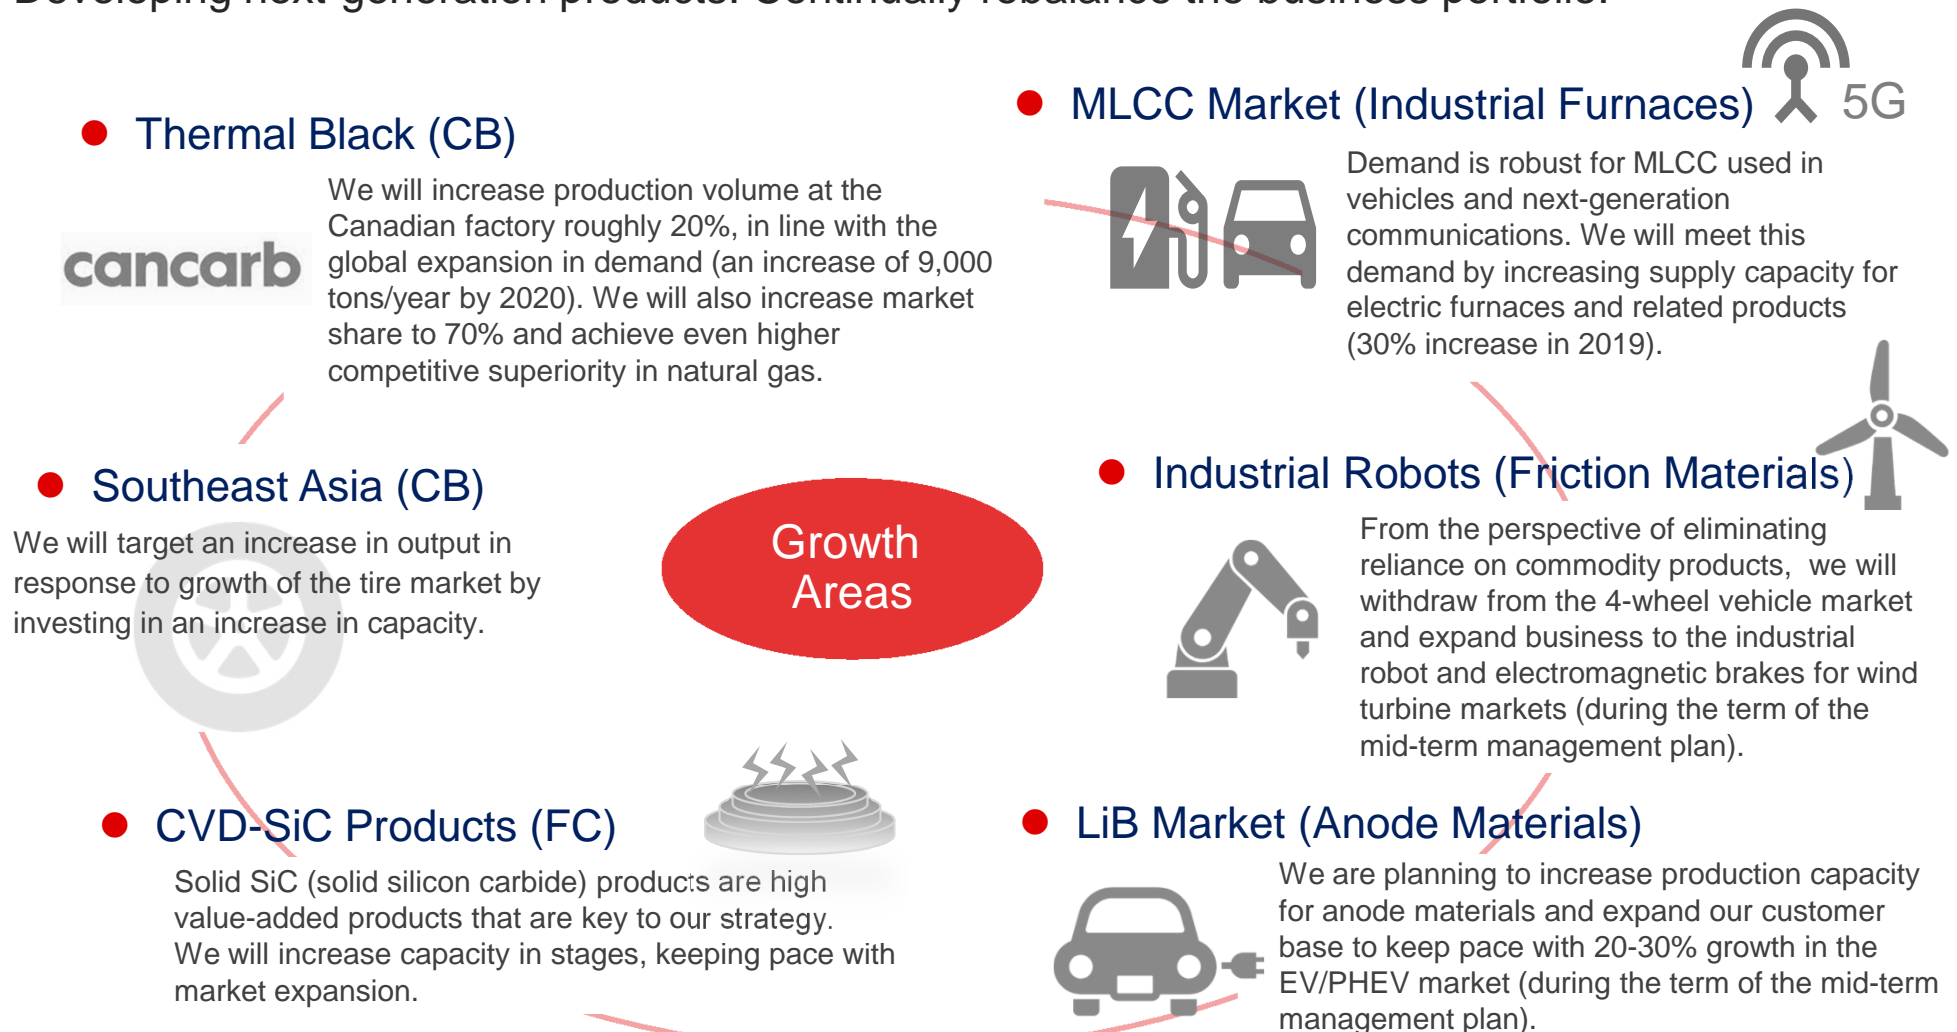 Developing next-generation products. Continually rebalance the business portfolio.
Thermal Black (CB)
cancarb
We will increase production volume at the
Canadian factory roughly 20%, in line with the
global expansion in demand (an increase of 9,000
tons/year by 2020). We will also increase market
share to 70% and achieve even higher
competitive superiority in natural gas.
Southeast Asia (CB)
We will target an increase in output in
response to growth of the tire market by
investing in an increase in capacity.
CVD-SiC Products (FC)
Solid SiC (solid silicon carbide) products are high
value-added products that are key to our strategy.
We will increase capacity in stages, keeping pace with
market expansion.
Growth
Areas
MLCC Market (Industrial Furnaces)
5G
Demand is robust for MLCC used in
vehicles and next-generation
communications. We will meet this
demand by increasing supply capacity for
electric furnaces and related products
(30% increase in 2019).
Industrial Robots (Friction Materials)
From the perspective of eliminating
reliance on commodity products, we will
withdraw from the 4-wheel vehicle market
and expand business to the industrial
robot and electromagnetic brakes for wind
turbine markets (during the term of the
mid-term management plan).
LiB Market (Anode Materials)
We are planning to increase production capacity
for anode materials and expand our customer
base to keep pace with 20-30% growth in the
EV/PHEV market (during the term of the mid-term
management plan).